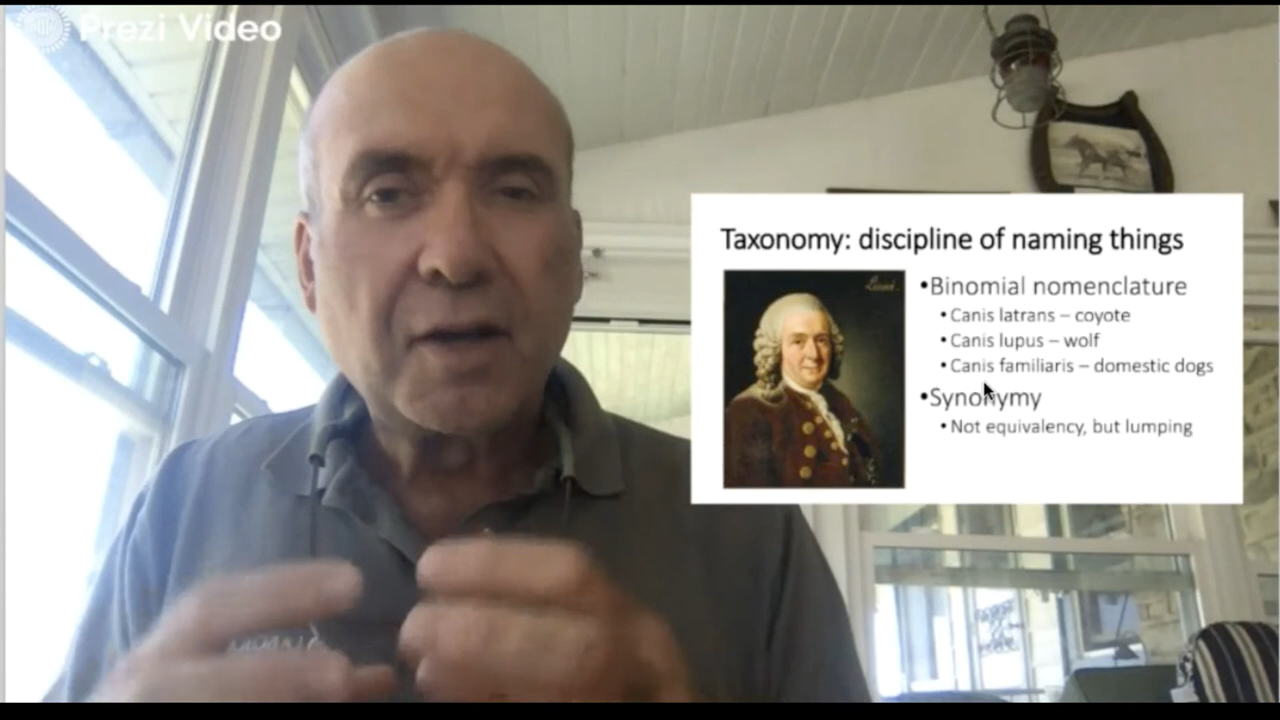 Prezi Video
Taxonomy: discipline of naming things
•Binomial nomenclature
•Canis latrans – coyote
•Canis lupus – wolf
•Canis familiaris – domestic dogs
•Synonymy
•Not equivalency, but lumping